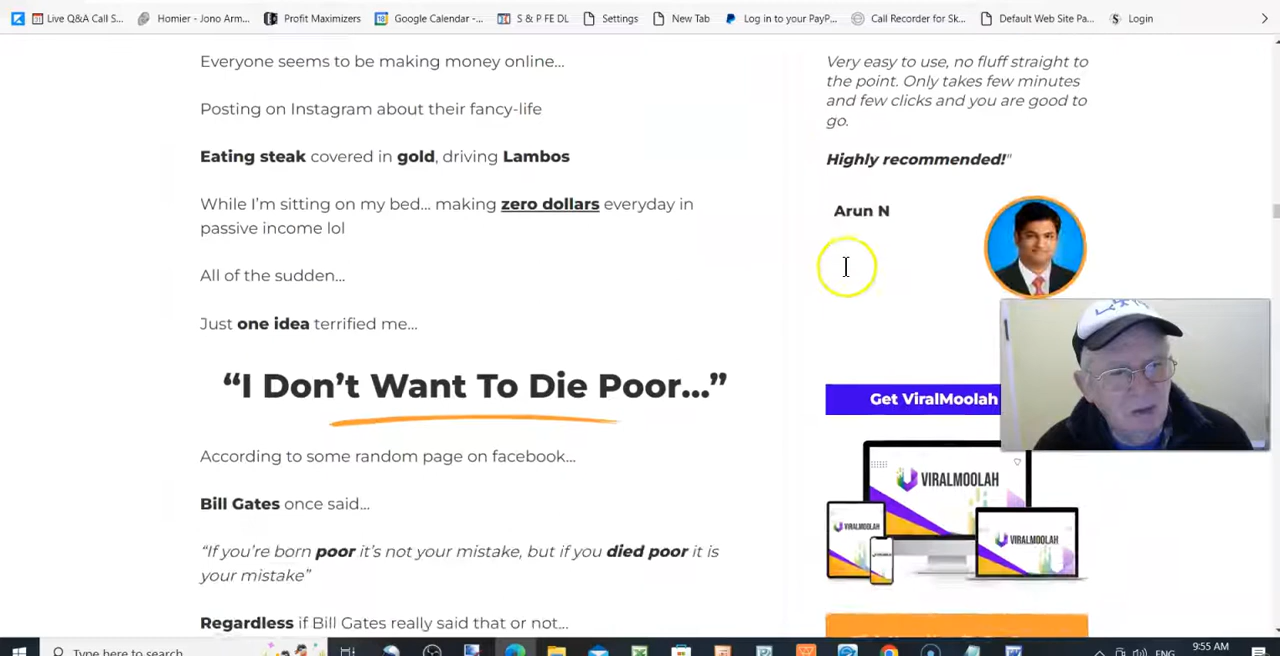 Live Q&A Call S...
Homier - Jono Arm...
Profit Maximizers
Google Calendar -...
S & P FE DL
Settings
New Tab
Log in to your PayP...
Call Recorder for Sk...
Default Web Site Pa...
Login
Everyone seems to be making money online...
Posting on Instagram about their fancy-life
Eating steak covered in gold, driving Lambos
While I'm sitting on my bed... making zero dollars everyday in
passive income lol
All of the sudden...
Just one idea terrified me...
“I Don't Want To Die Poor...”
According to some random page on facebook...
Bill Gates once said...
“If you're born poor it's not your mistake, but if you died poor it is
your mistake”
Regardless if Bill Gates really said that or not...
Very easy to use, no fluff straight to
the point. Only takes few minutes
and few clicks and you are good to
go.
Highly recommended!"
Arun N
Get ViralMoolah
VIRALMOOLAH
VIRALMOOLAH
VIRALMOOLAH
Type here to search
ENG
9:55 AM